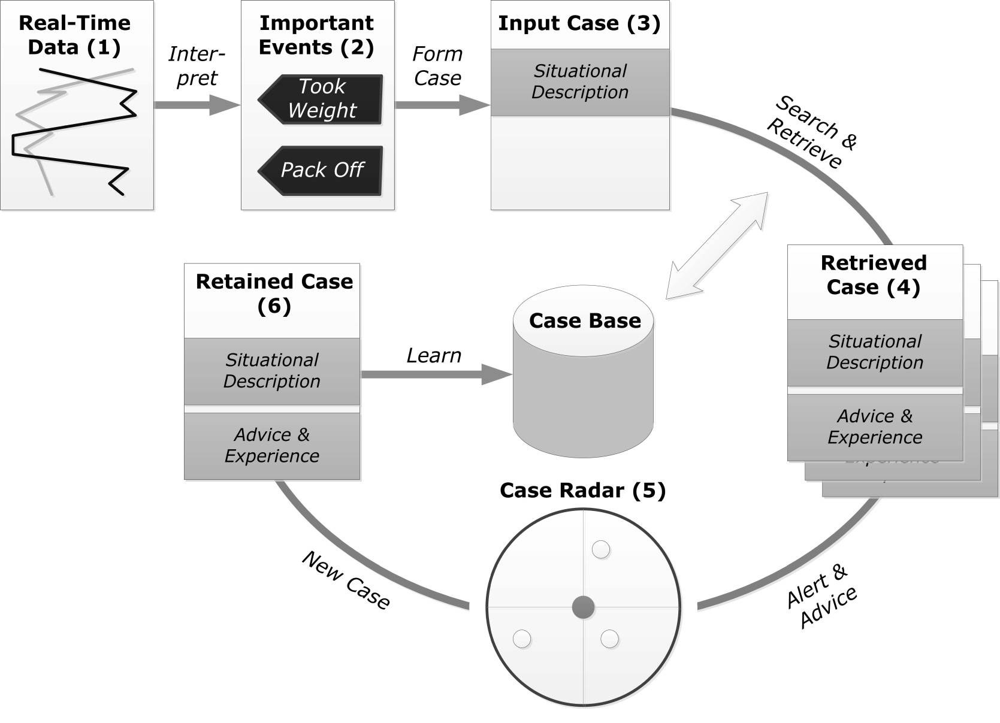 Real-Time
Data (1)
Inter-
pret
Important
Events (2)
Took
Weight
Pack Off
Form
Case
Input Case (3)
Situational
Description
Search &
Retrieve
Retrieved
Case (4)
Situational
Description
Advice &
Experience
Experience
Retained Case
(6)
Situational
Description
Advice &
Experience
Learn
Case Base
Case Radar (5)
New Case
Alert &
Advice